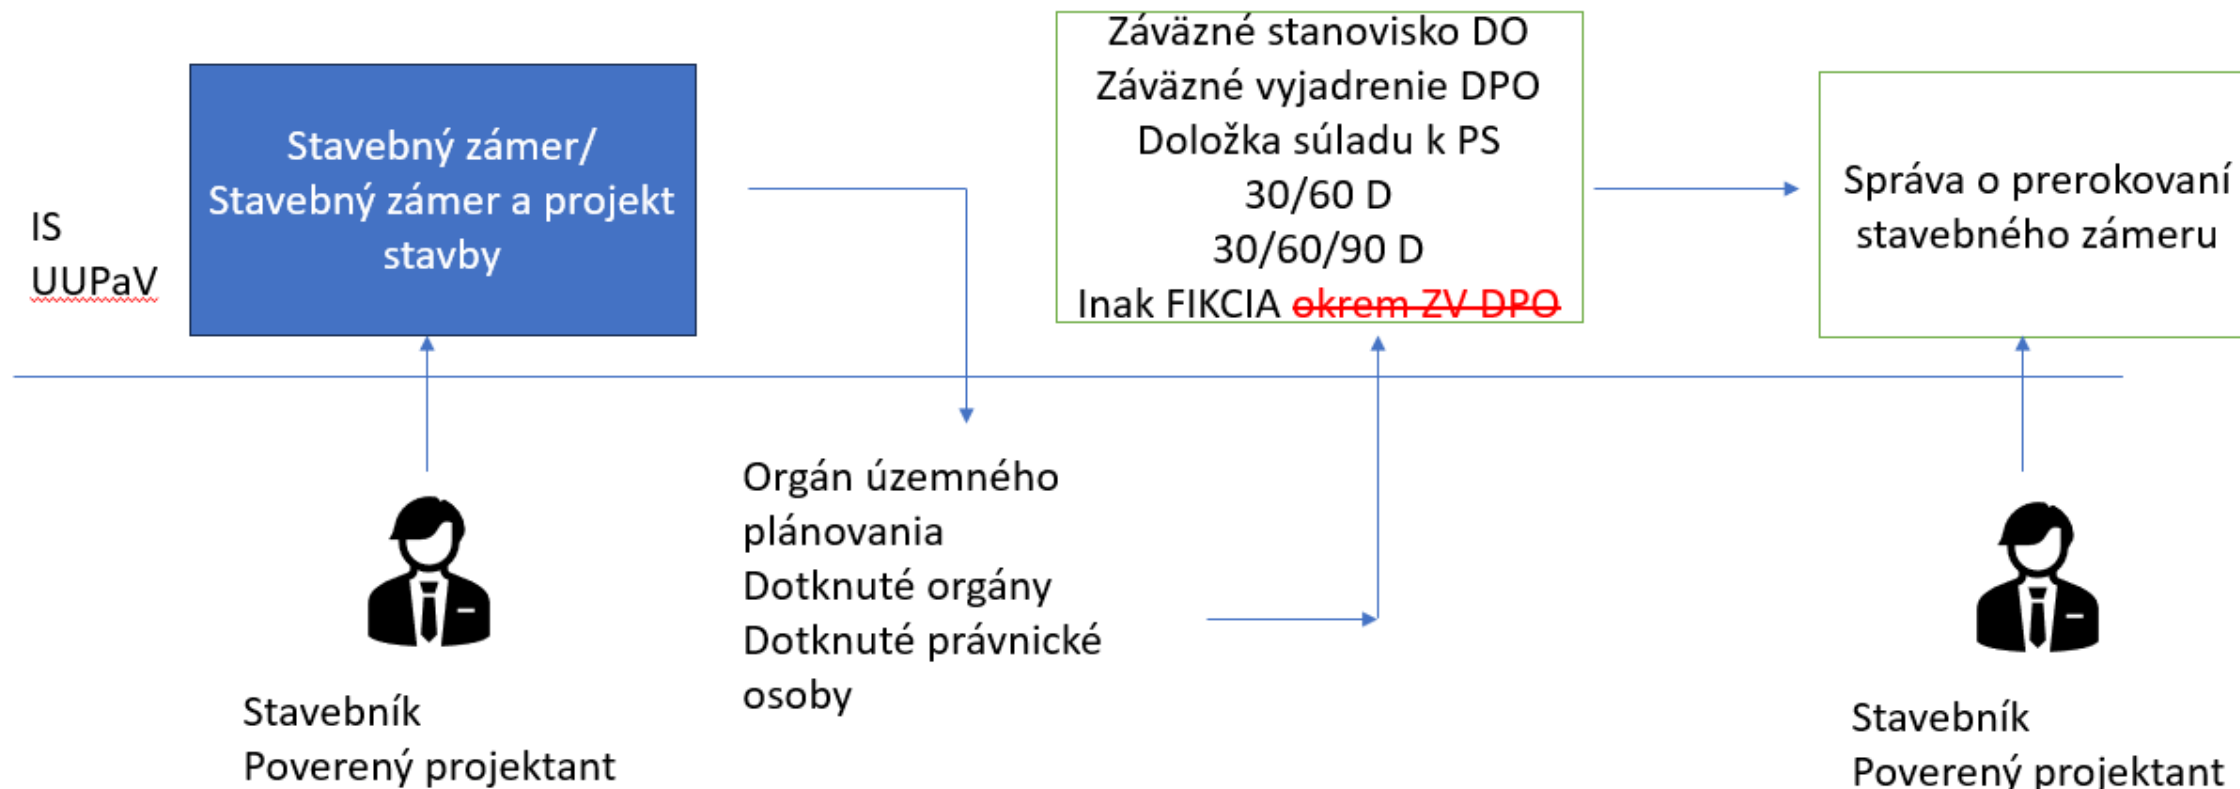 IS
UUPaV
Stavebný zámer/
Stavebný zámer a projekt
stavby
Záväzné stanovisko DO
Záväzné vyjadrenie DPO
Doložka súladu k PS
30/60 D
30/60/90 D
Inak FIKCIA okrem ZV DPO
Správa o prerokovaní
stavebného zámeru
Stavebník
Poverený projektant
Orgán územného
plánovania
Dotknuté orgány
Dotknuté právnické
osoby
Stavebník
Poverený projektant